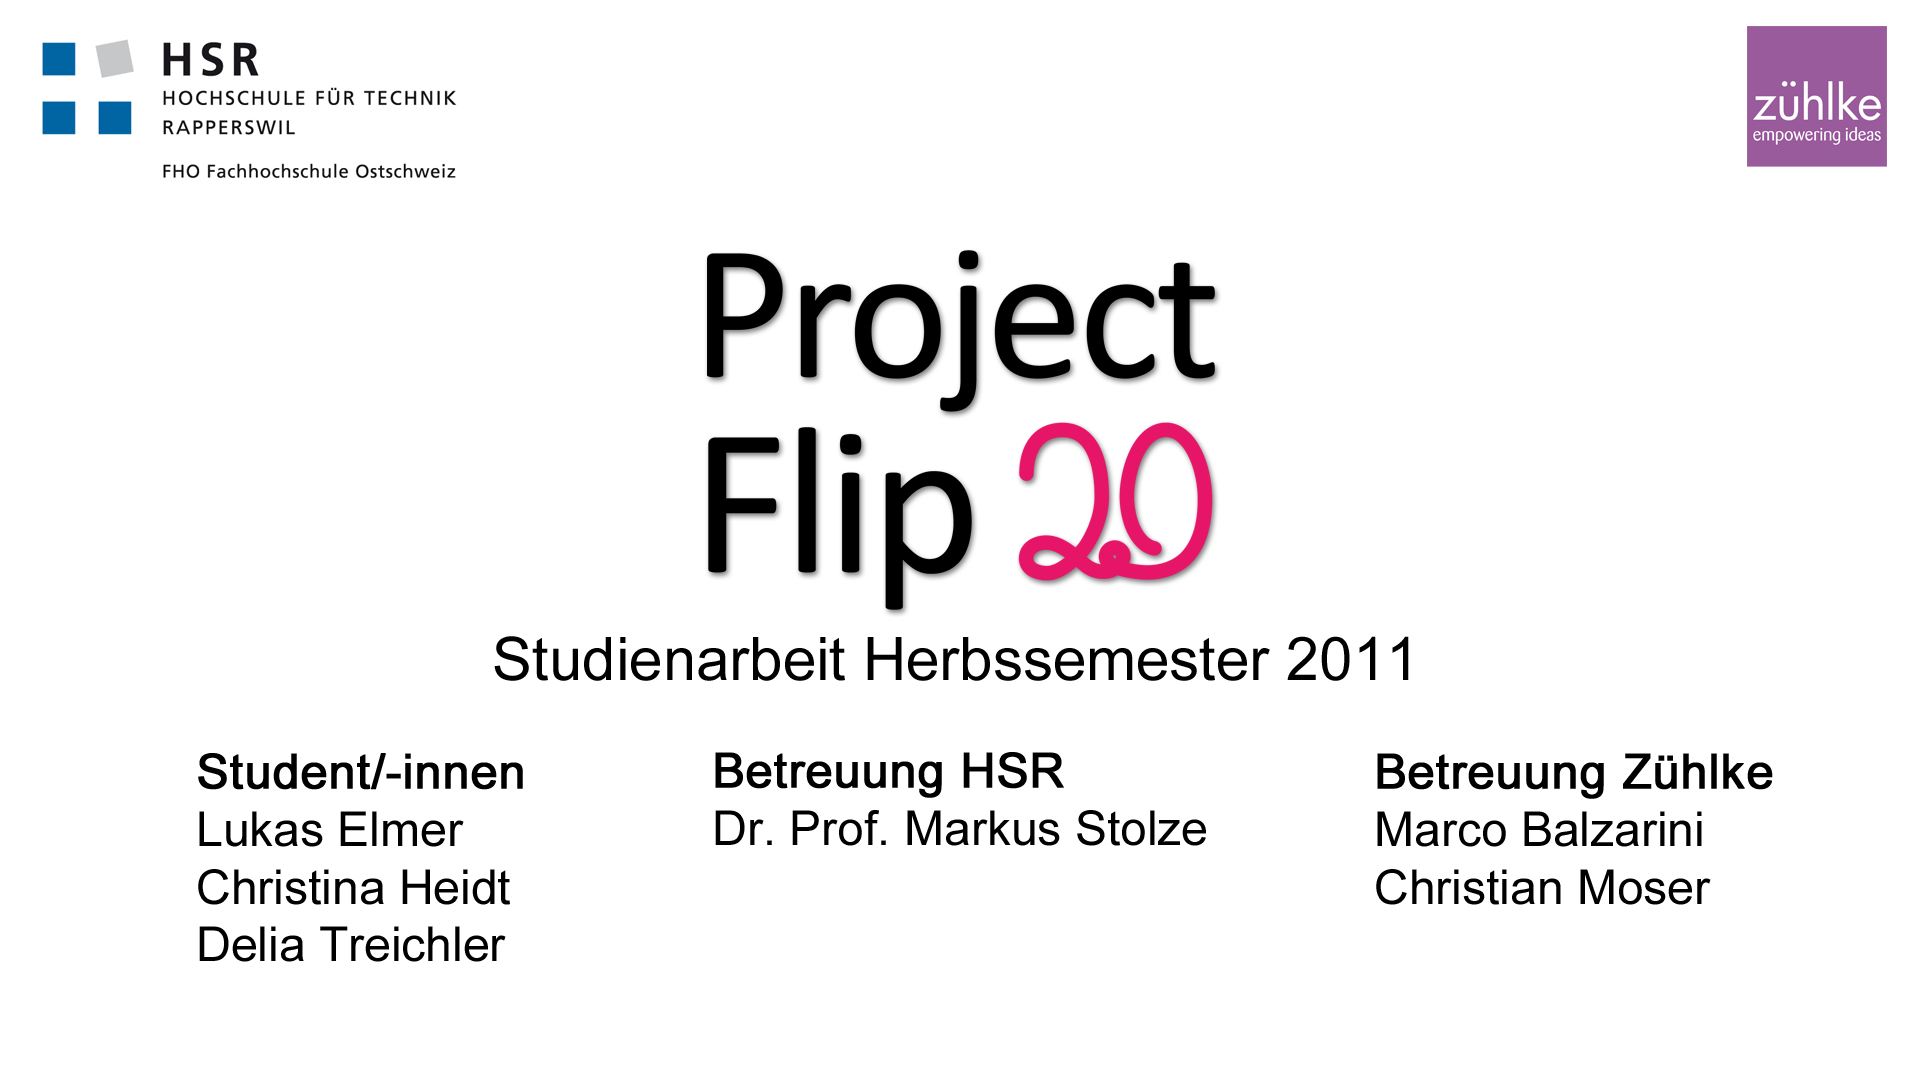 HSR
HOCHSCHULE FÜR TECHNIK
RAPPERSWIL
FHO Fachhochschule Ostschweiz
zühlke
empowering ideas
Project
Flip 2.0
Studienarbeit Herbssemester 2011
Student/-innen
Lukas Elmer
Christina Heidt
Delia Treichler
Betreuung HSR
Dr. Prof. Markus Stolze
Betreuung Zühlke
Marco Balzarini
Christian Moser